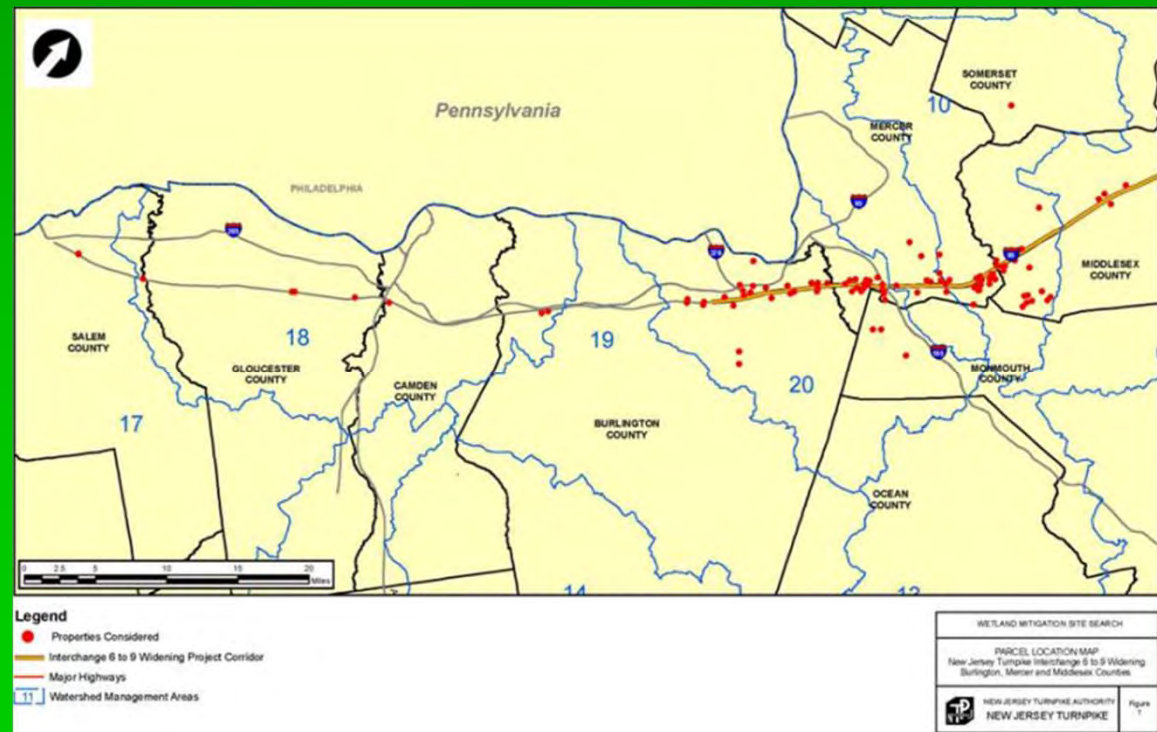 Pennsylvania
SOMERSET
COUNTY
10
MERCER
COUNTY
PHILADELPHIA
MIDDLESEX
COUNTY
SALEM
COUNTY
18
GLOUCESTER
COUNTY
CAMDEN
COUNTY
19
20
MONMOUTH
COUNTY
17
BURLINGTON
COUNTY
OCEAN
COUNTY
0 2.5 5 10 15 20
Miles
14
Legend
Properties Considered
Interchange 6 to 9 Widening Project Corridor
Major Highways
11 Watershed Management Areas
WETLAND MITIGATION SITE SEARCH
PARCEL LOCATION MAP
New Jersey Turnpike Interchange 6 to 9 Widening
Burlington, Mercer and Middlesex Counties
NEW JERSEY TURNPIKE AUTHORITY
NEW JERSEY TURNPIKE
Figure